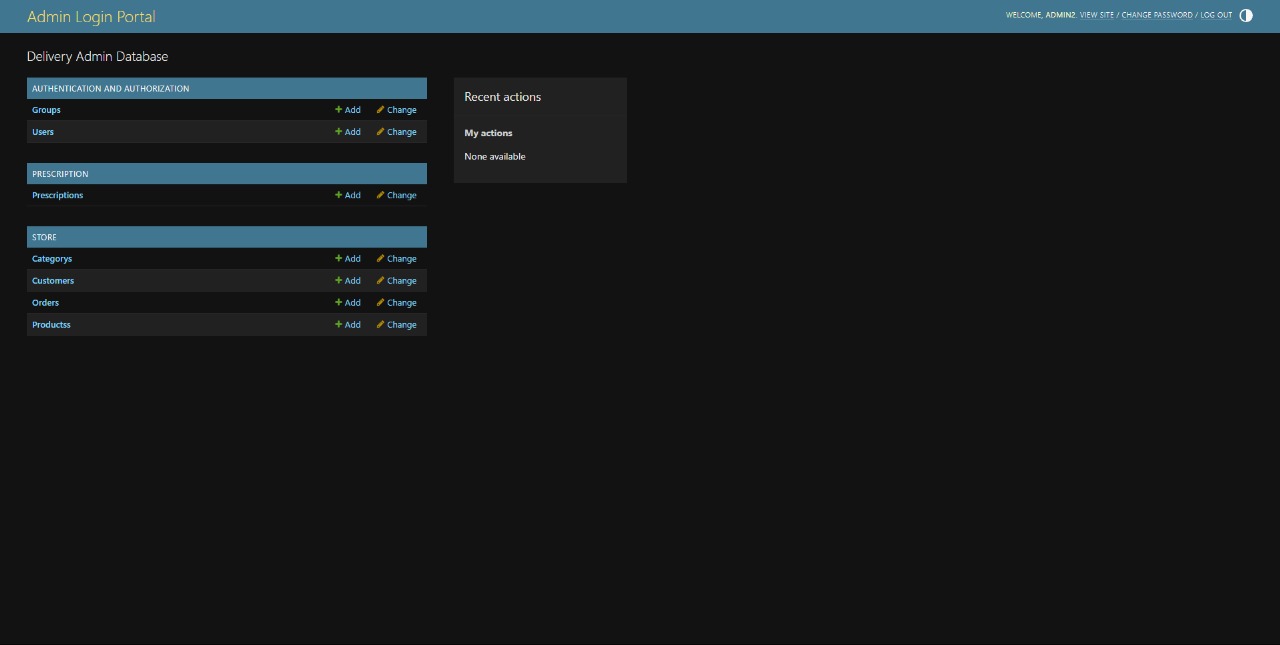 Admin Login Portal
WELCOME, ADMIN2. VIEW SITE / CHANGE PASSWORD / LOG OUT
Delivery Admin Database
AUTHENTICATION AND AUTHORIZATION
Groups Add Change
Users Add Change
PRESCRIPTION
Prescriptions Add Change
STORE
Categorys Add Change
Customers Add Change
Orders Add Change
Productss Add Change
Recent actions
My actions
None available